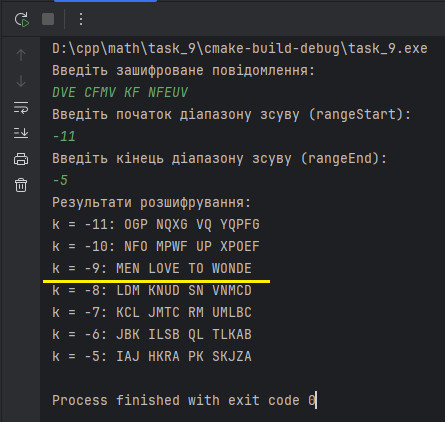 D:\cpp\math\task_9\cmake-build-debug\task_9.exe
Введіть зашифроване повідомлення:
DVE CFMV KF NFEUV
Введіть початок діапазону зсуву (rangeStart):
-11
Введіть кінець діапазону зсуву (rangeEnd):
-5
Результати розшифрування:
k = -11: OGP NQXG VQ YQPFG
k = -10: NFO MPWF UP XPOEF
k = -9: MEN LOVE TO WONDE
k = -8: LDM KNUD SN VNMCD
k = -7: KCL JMTC RM UMLBC
k = -6: JBK ILSB QL TLKAB
k = -5: IAJ HKRA PK SKJZA
Process finished with exit code 0